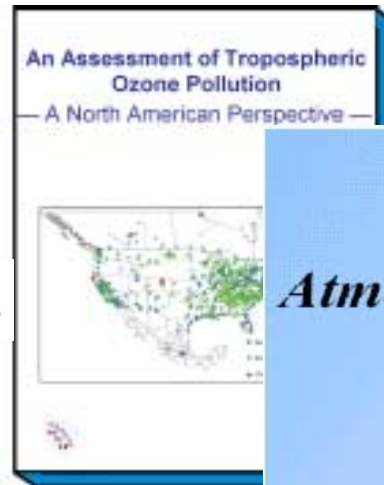 An Assessment of Tropospheric
Ozone Pollution
— A North American Perspective —
Atm